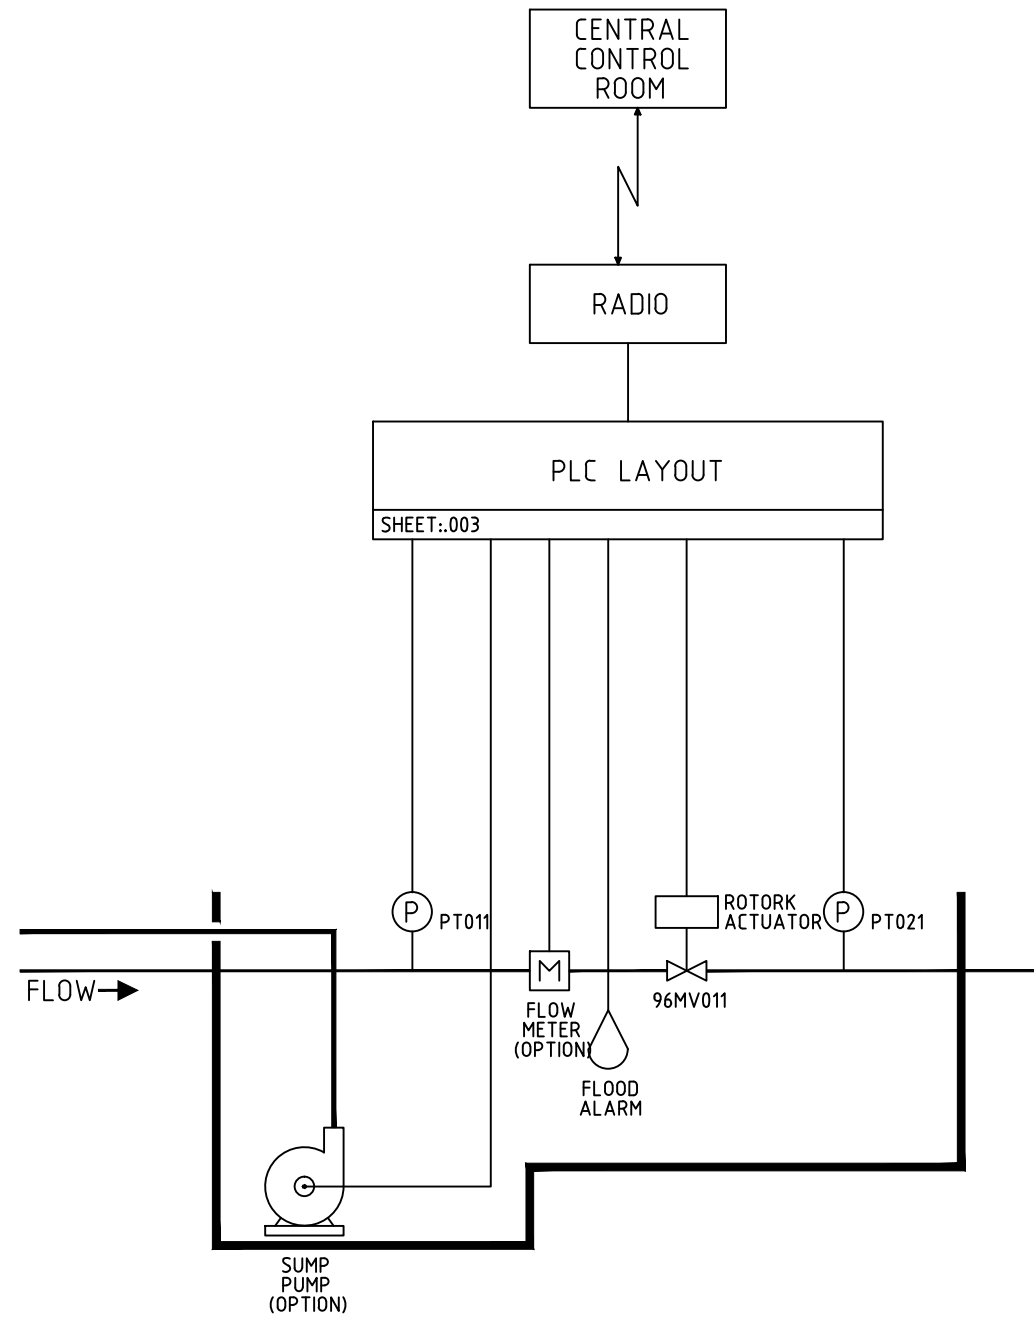 CENTRAL
CONTROL
ROOM
RADIO
PLC LAYOUT
SHEET:.003
P
PT011
ROTORK
ACTUATOR
P
PT021
FLOW
M
96MV011
FLOW
METER
(OPTION)
FLOOD
ALARM
SUMP
PUMP
(OPTION)